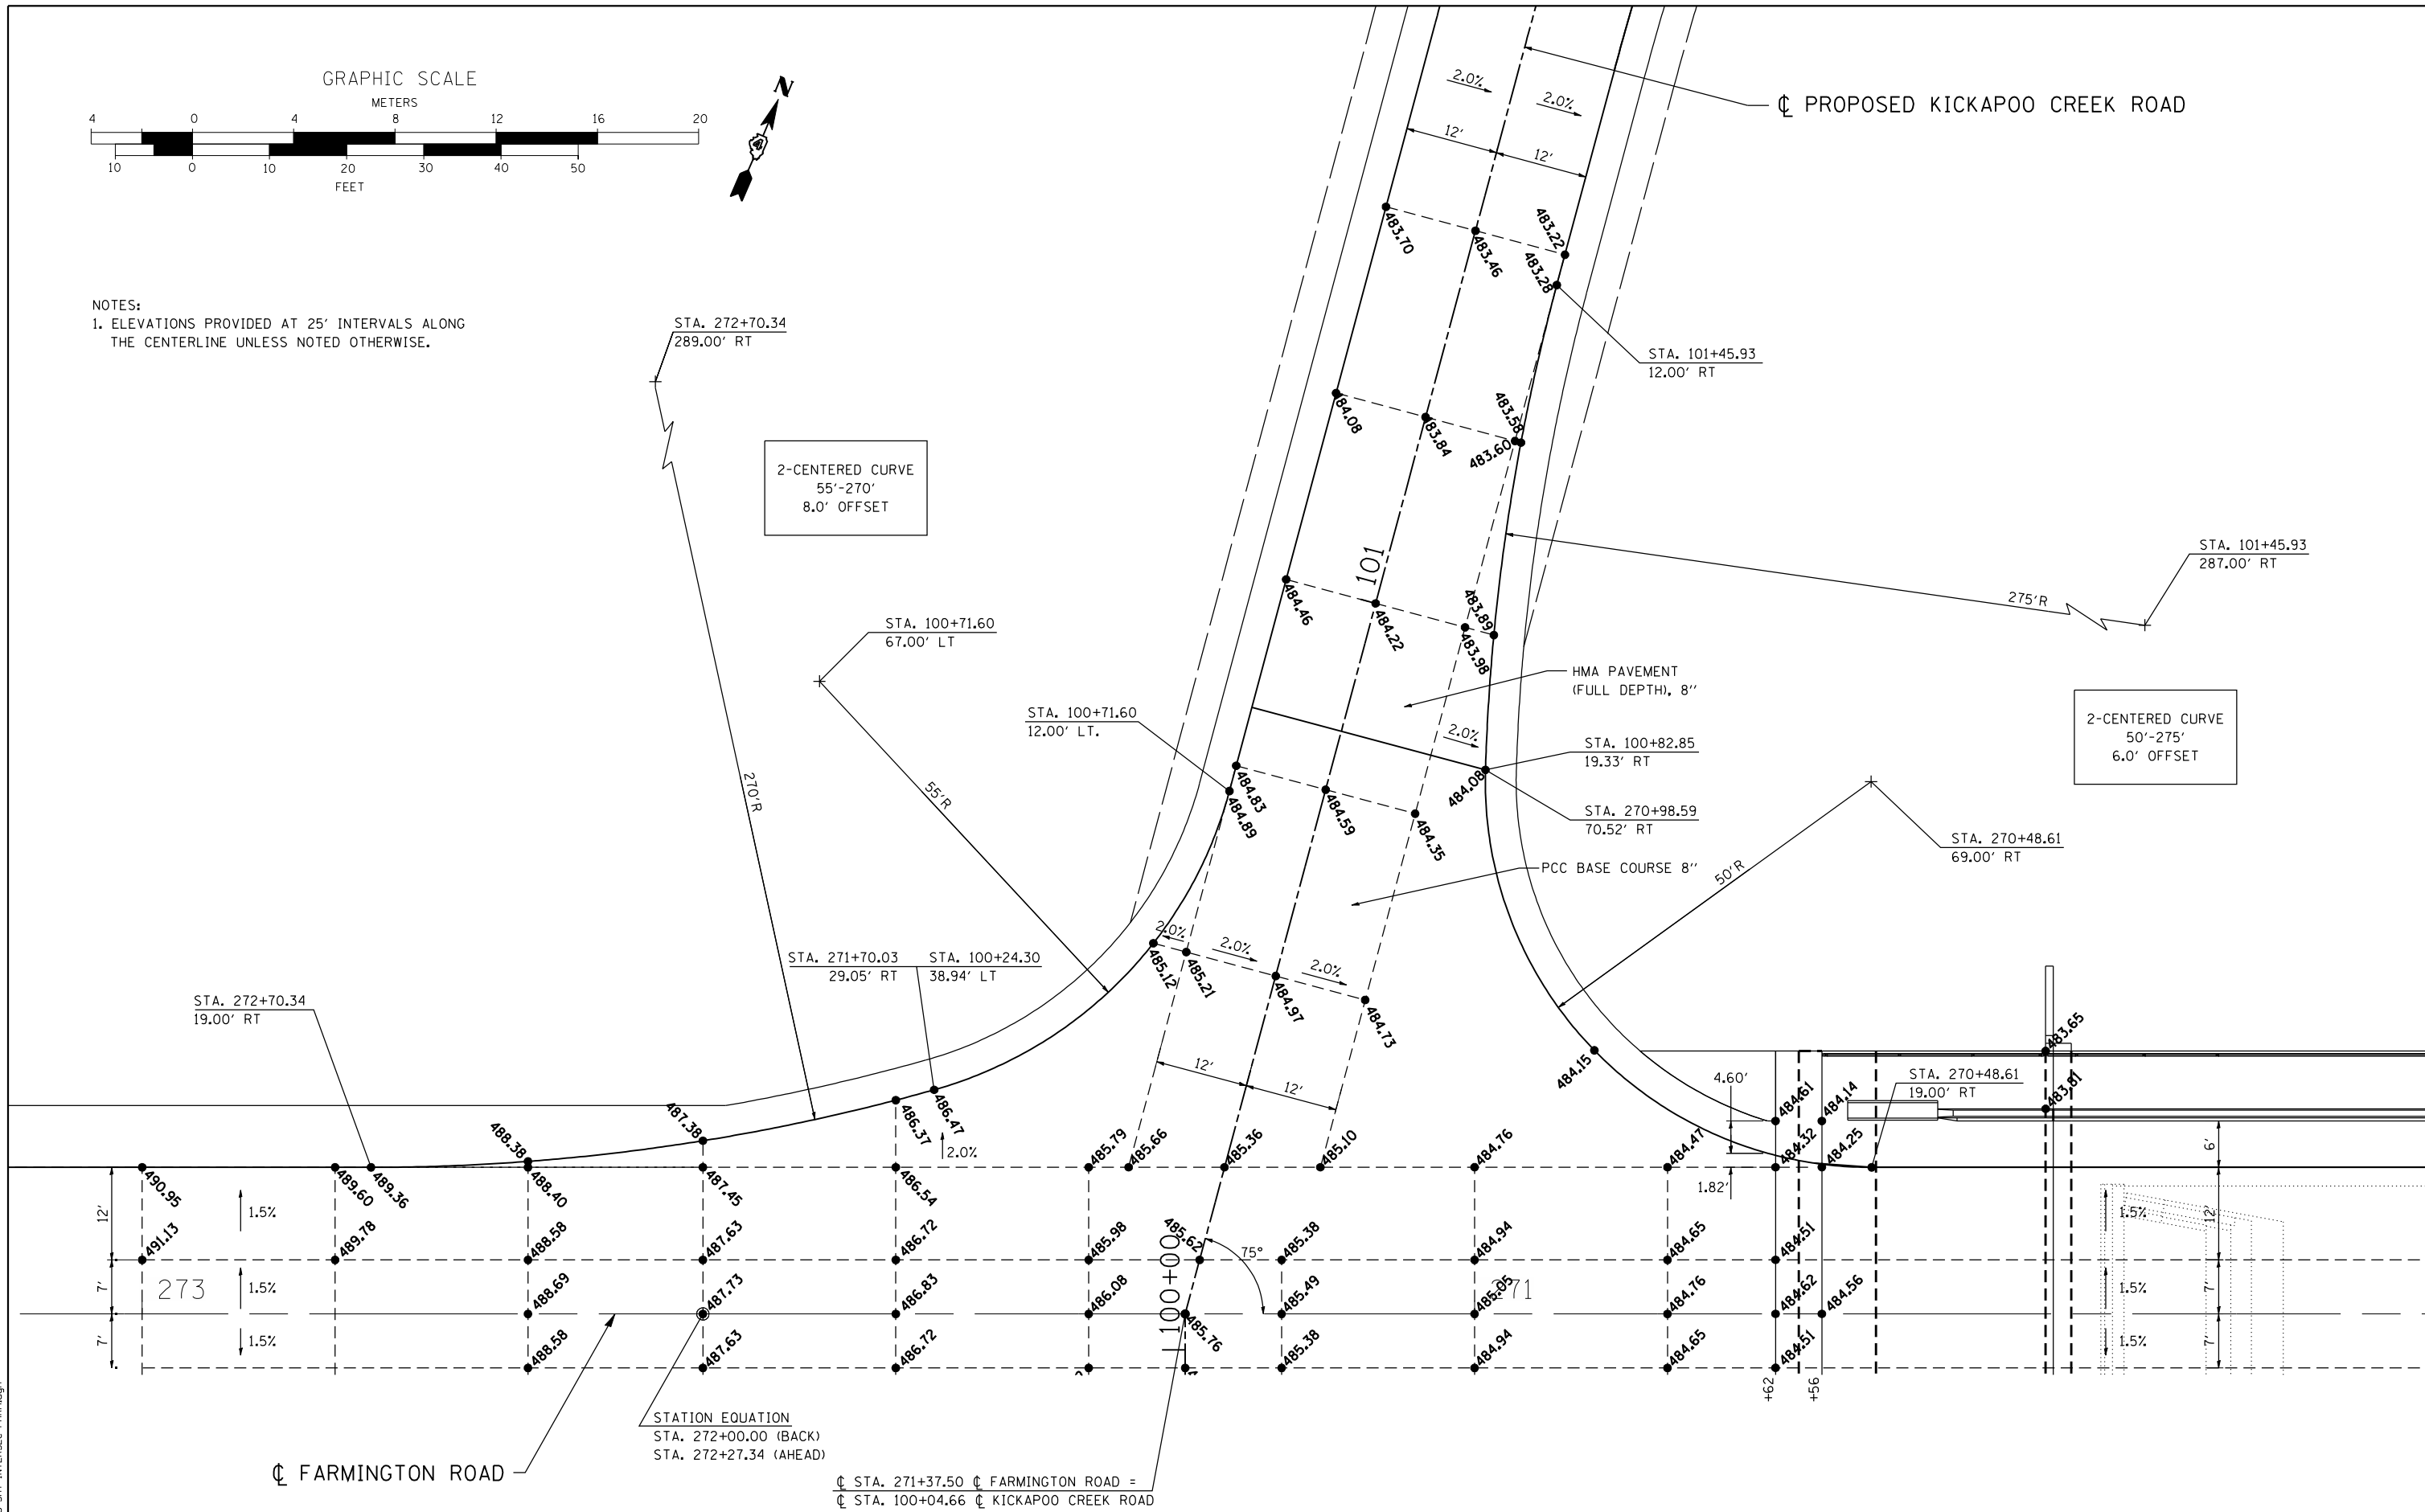 GRAPHIC SCALE
METERS
4 0 4 8 12 16 20
10 0 10 20 30 40 50
FEET
N
NOTES:
1. ELEVATIONS PROVIDED AT 25' INTERVALS ALONG
THE CENTERLINE UNLESS NOTED OTHERWISE.
STA. 272+70.34
289.00' RT
2-CENTERED CURVE
55'-270'
8.0' OFFSET
2.0%
2.0%
℄ PROPOSED KICKAPOO CREEK ROAD
12'
12'
483.70
483.46
483.22
483.28
STA. 101+45.93
12.00' RT
484.08
483.84
483.58
483.60
STA. 101+45.93
287.00' RT
275'R
101
484.46
484.22
483.89
483.98
STA. 100+71.60
67.00' LT
HMA PAVEMENT
(FULL DEPTH), 8"
2-CENTERED CURVE
50'-275'
6.0' OFFSET
STA. 100+71.60
12.00' LT.
2.0%
STA. 100+82.85
19.33' RT
484.08
STA. 270+98.59
70.52' RT
270'R
55'R
484.83
484.89
484.59
484.35
STA. 270+48.61
69.00' RT
50'R
PCC BASE COURSE 8"
2.0%
2.0%
2.0%
485.12
485.21
484.97
484.73
STA. 271+70.03
29.05' RT
STA. 100+24.30
38.94' LT
STA. 272+70.34
19.00' RT
12'
12'
484.15
483.65
483.81
4.60'
484.61
484.14
STA. 270+48.61
19.00' RT
488.38
487.38
486.37
486.47
2.0%
485.79
485.66
485.36
485.10
484.76
484.47
484.32
484.25
6'
1.82'
490.95
489.60
489.36
488.40
487.45
486.54
12'
1.5%
1.5%
12'
491.13
489.78
488.58
487.63
486.72
485.98
485.62
75°
485.38
484.94
484.65
484.51
7'
273
1.5%
488.69
487.73
486.83
486.08
100+00
485.76
485.49
485.05
271
484.76
484.62
484.56
1.5%
7'
7'
1.5%
488.58
487.63
486.72
485.38
484.94
484.65
484.51
1.5%
7'
+62
+56
STATION EQUATION
STA. 272+00.00 (BACK)
STA. 272+27.34 (AHEAD)
℄ FARMINGTON ROAD
℄ STA. 271+37.50 ℄ FARMINGTON ROAD =
℄ STA. 100+04.66 ℄ KICKAPOO CREEK ROAD